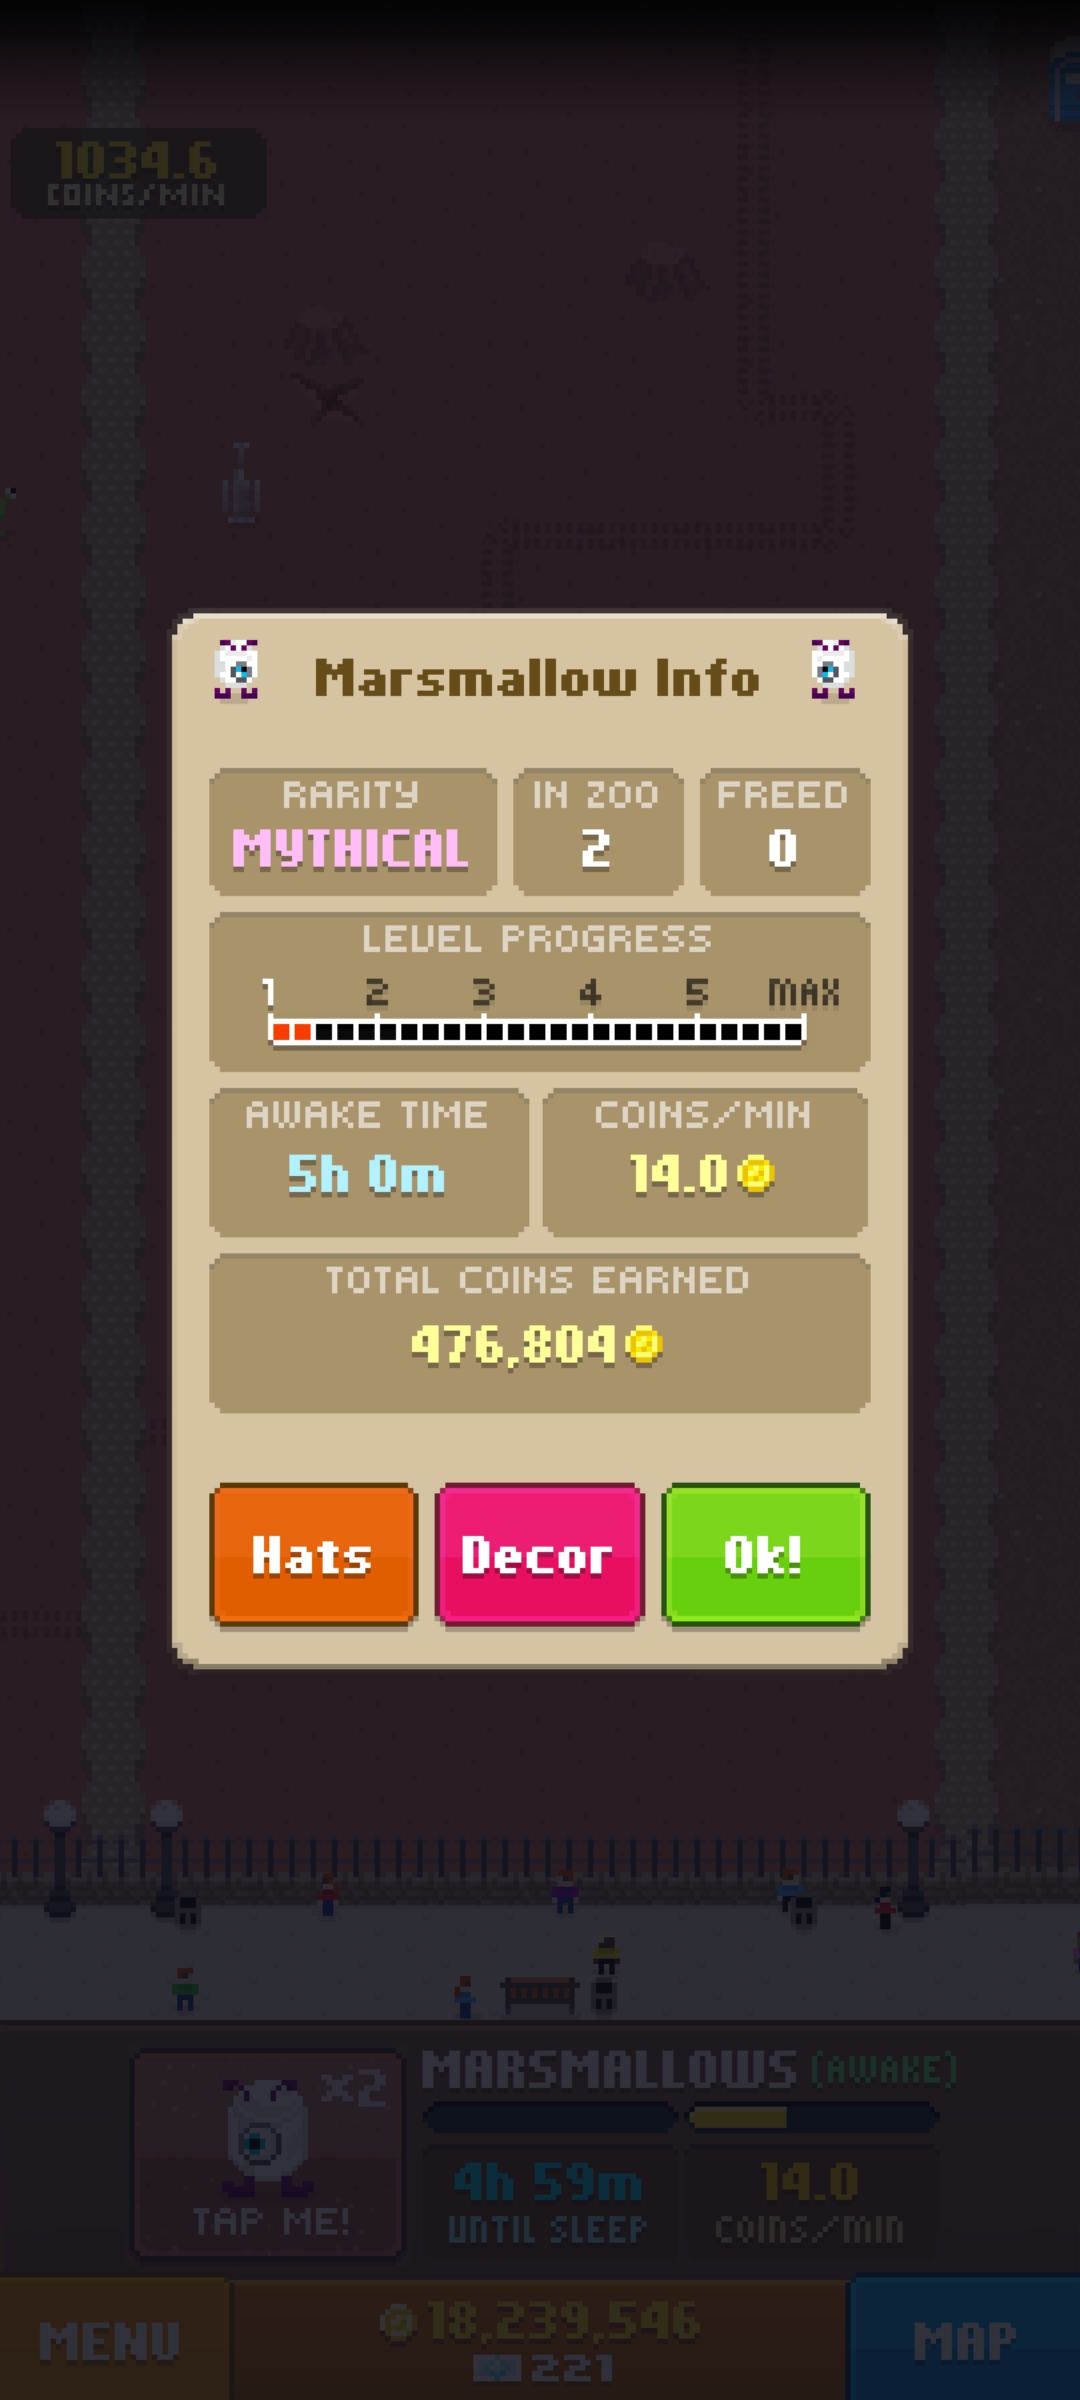 1034.6
COINS/MIN
Marsmallow Info
RARITY IN ZOO FREED
MYTHICAL 2 0
LEVEL PROGRESS
1 2 3 4 5 MAX
AWAKE TIME COINS/MIN
5h 0m 14.0
TOTAL COINS EARNED
476,804
Hats Decor Ok!
x2 MARSMALLOWS (AWAKE)
4h 59m 14.0
TAP ME! UNTIL SLEEP COINS/MIN
MENU 18,239,546 MAP
221